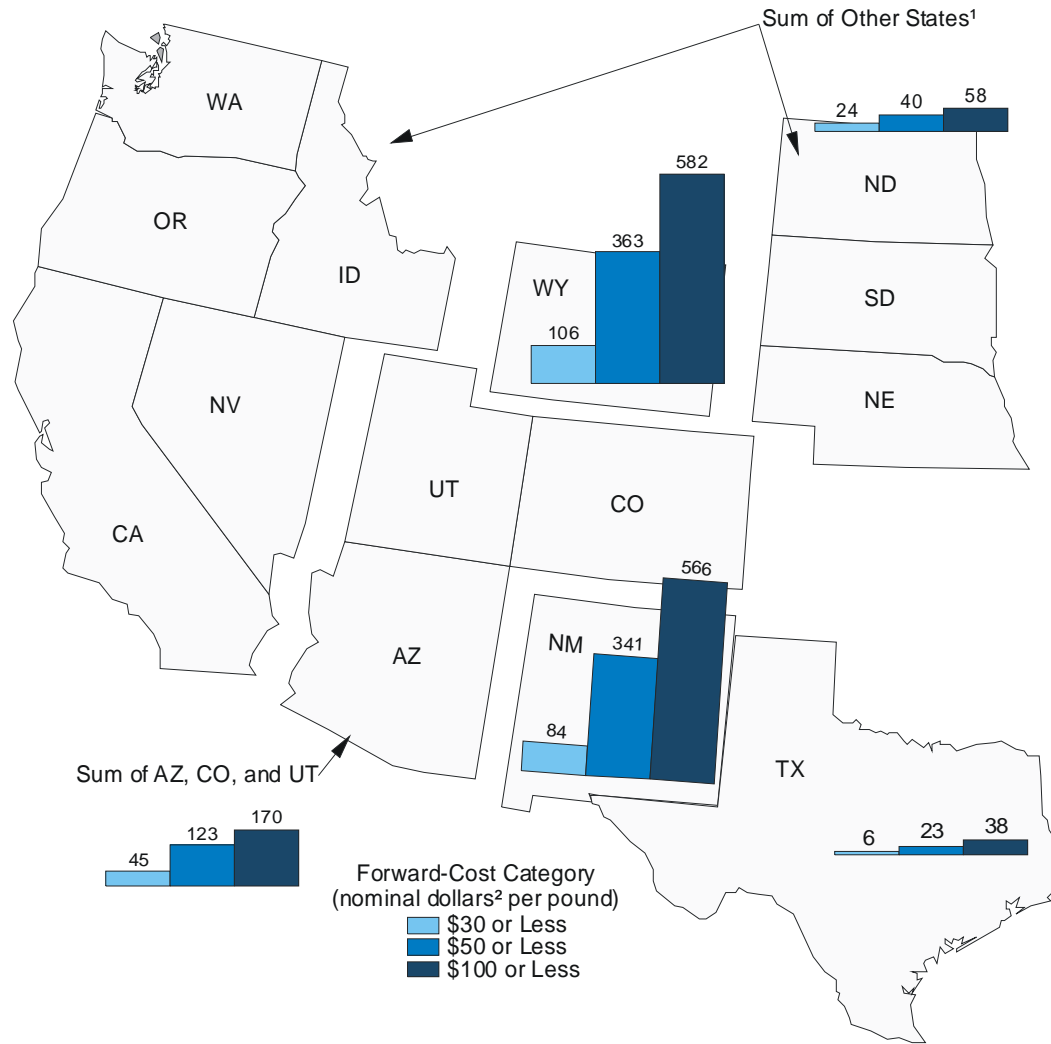 Sum of Other States¹
24 40 58
WA
582
ND
OR
363
ID
WY
SD
106
NV
NE
UT
CO
CA
566
NM
341
AZ
84
TX
Sum of AZ, CO, and UT
170
123
45
6 23 38
Forward-Cost Category
(nominal dollars² per pound)
$30 or Less
$50 or Less
$100 or Less